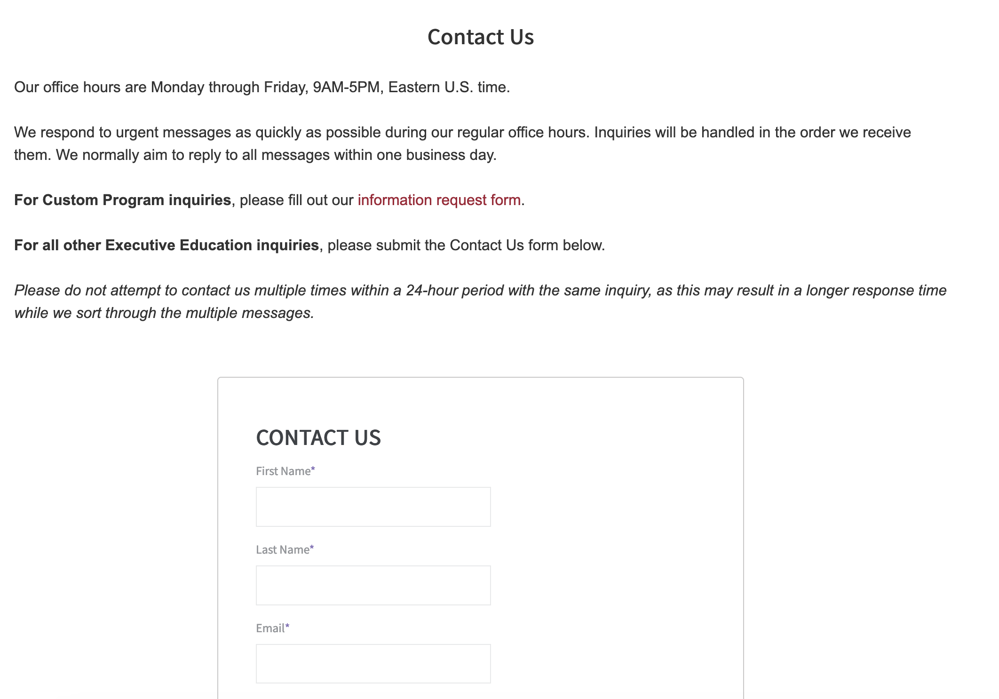 Contact Us
Our office hours are Monday through Friday, 9AM-5PM, Eastern U.S. time.
We respond to urgent messages as quickly as possible during our regular office hours. Inquiries will be handled in the order we receive
them. We normally aim to reply to all messages within one business day.
For Custom Program inquiries, please fill out our information request form.
For all other Executive Education inquiries, please submit the Contact Us form below.
Please do not attempt to contact us multiple times within a 24-hour period with the same inquiry, as this may result in a longer response time
while we sort through the multiple messages.
CONTACT US
First Name*
Last Name*
Email*